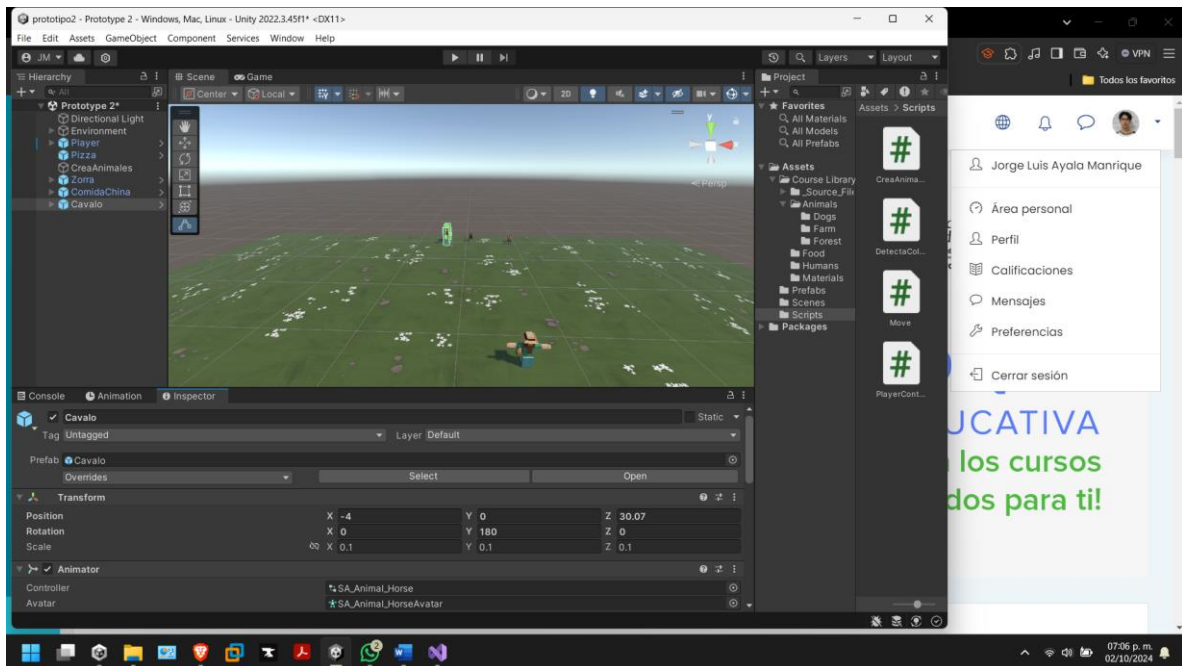 prototipo2 - Prototype 2 - Windows, Mac, Linux - Unity 2022.3.45f1* <DX11>
File Edit Assets GameObject Component Services Window Help
JM
Layers Layout
Hierarchy
All
Prototype 2*
Directional Light
Environment
Player
Pizza
CreaAnimales
Zorra
ComidaChina
Cavalo
Scene Game
Center Local
2D
y
< Persp
Project
Favorites
All Materials
All Models
All Prefabs
Assets
Course Library
_Source_File
Animals
Dogs
Farm
Forest
Food
Humans
Materials
Prefabs
Scenes
Scripts
Packages
Assets > Scripts
CreaAnima...
DetectaCol...
Move
PlayerCont...
Console Animation Inspector
Cavalo Static
Tag Untagged Layer Default
Prefab Cavalo
Overrides Select Open
Transform
Position X -4 Y 0 Z 30.07
Rotation X 0 Y 180 Z 0
Scale X 0.1 Y 0.1 Z 0.1
Animator
Controller SA_Animal_Horse
Avatar SA_Animal_HorseAvatar
VPN
Todos los favoritos
Jorge Luis Ayala Manrique
Área personal
Perfil
Calificaciones
Mensajes
Preferencias
Cerrar sesión
UCATIVA
los cursos
dos para ti!
2
07:06 p. m.
02/10/2024